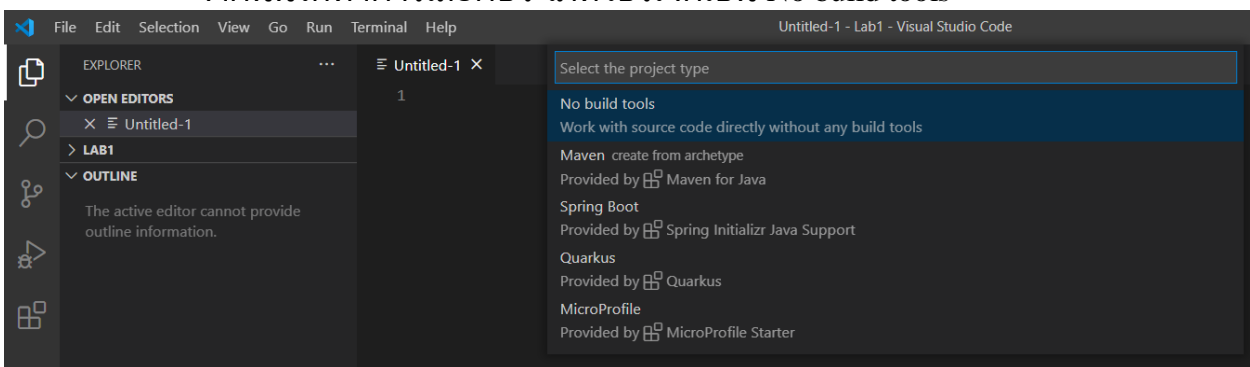 No build tools
File Edit Selection View Go Run Terminal Help
Untitled-1 - Lab1 - Visual Studio Code
EXPLORER
OPEN EDITORS
Untitled-1
LAB1
OUTLINE
The active editor cannot provide
outline information.
Untitled-1
1
Select the project type
No build tools
Work with source code directly without any build tools
Maven create from archetype
Provided by Maven for Java
Spring Boot
Provided by Spring Initializr Java Support
Quarkus
Provided by Quarkus
MicroProfile
Provided by MicroProfile Starter